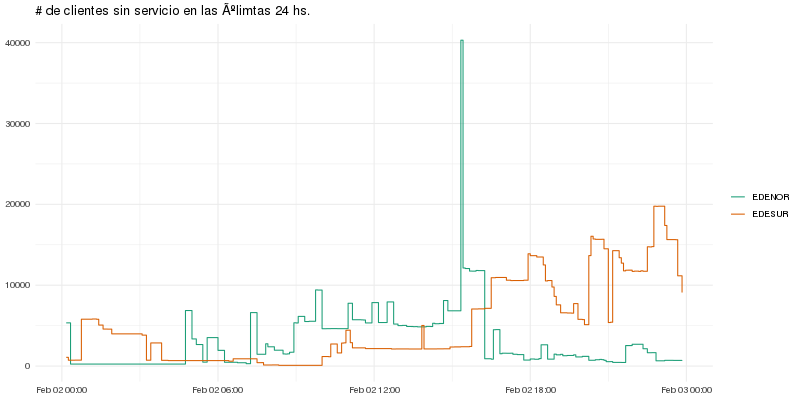 # de clientes sin servicio en las Ãºlimtas 24 hs.
40000
30000
20000
10000
0
Feb 02 00:00
Feb 02 06:00
Feb 02 12:00
Feb 02 18:00
Feb 03 00:00
EDENOR
EDESUR